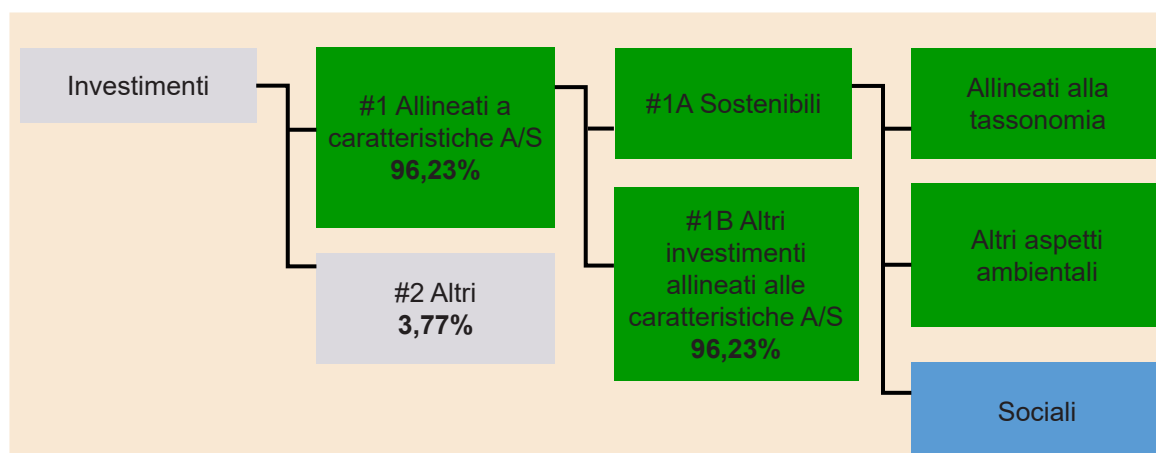 Investimenti
#1 Allineati a
caratteristiche A/S
96,23%
#2 Altri
3,77%
#1A Sostenibili
#1B Altri
investimenti
allineati alle
caratteristiche A/S
96,23%
Allineati alla
tassonomia
Altri aspetti
ambientali
Sociali